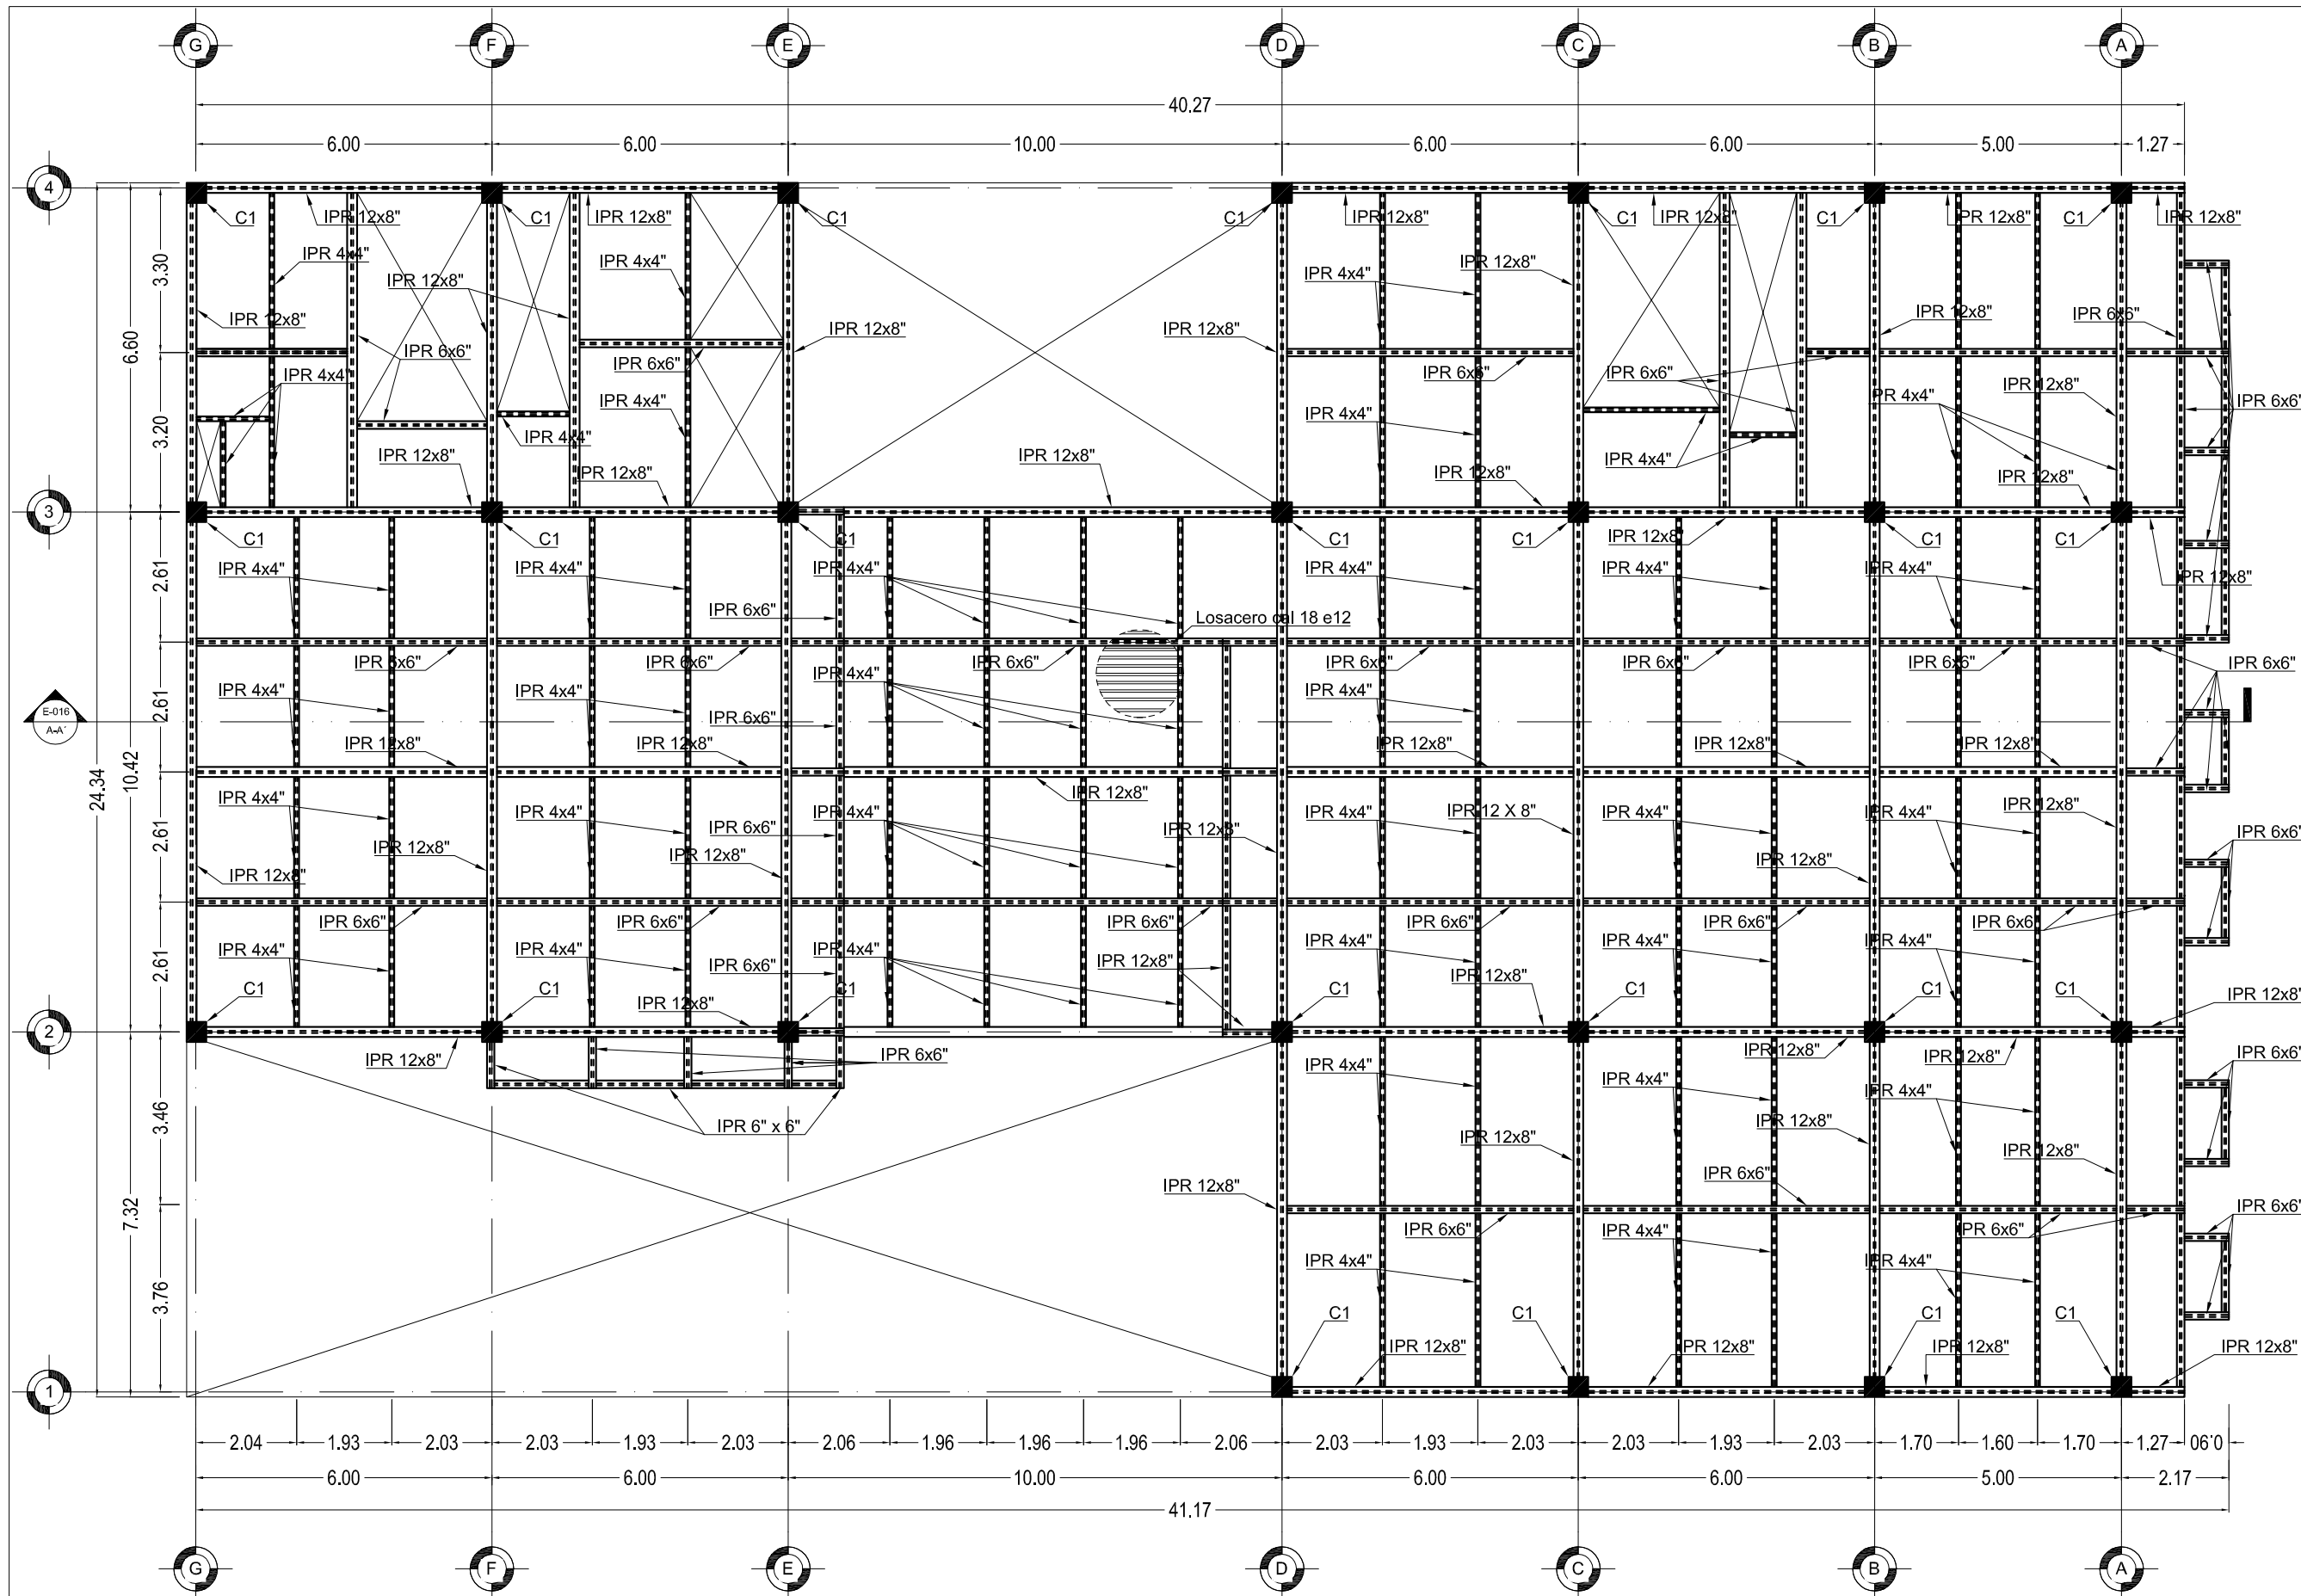 G F E D C B A
40.27
6.00 6.00 10.00 6.00 6.00 5.00 1.27
4
C1 IPR 12x8" C1 IPR 12x8" C1 C1 IPR 12x8" C1 IPR 12x8" C1 IPR 12x8" C1 IPR 12x8"
IPR 4x4" IPR 4x4" IPR 12x8"
3.30
IPR 12x8" IPR 4x4"
IPR 12x8" IPR 12x8" IPR 6x6"
6.60
IPR 12x8" IPR 12x8" IPR 12x8"
IPR 6x6" IPR 6x6" IPR 6x6" IPR 6x6"
IPR 4x4" IPR 12x8"
3.20
IPR 4x4" IPR 4x4" IPR 4x4" IPR 6x6"
IPR 4x4"
IPR 12x8" IPR 12x8" IPR 12x8" IPR 4x4"
IPR 12x8" IPR 12x8"
3
C1 C1 C1 C1 C1 IPR 12x8" C1 C1
IPR 4x4" IPR 4x4" IPR 4x4" IPR 4x4" IPR 4x4" IPR 4x4" IPR 12x8"
2.61
IPR 6x6" Losacero cal 18 e12
IPR 6x6" IPR 6x6" IPR 6x6" IPR 6x6" IPR 6x6" IPR 6x6" IPR 6x6"
IPR 4x4" IPR 4x4" IPR 4x4" IPR 4x4"
2.61
E-016
A-A'
IPR 6x6"
IPR 12x8" IPR 12x8" IPR 12x8" IPR 12x8" IPR 12x8"
24.34
10.42
IPR 12x8"
IPR 4x4" IPR 4x4" IPR 4x4" IPR 4x4" IPR 12 X 8" IPR 4x4" IPR 4x4" IPR 12x8"
2.61
IPR 6x6" IPR 12x8" IPR 6x6"
IPR 12x8" IPR 12x8" IPR 12x8"
IPR 12x8"
IPR 6x6" IPR 6x6" IPR 6x6" IPR 6x6" IPR 6x6" IPR 6x6"
IPR 4x4" IPR 4x4" IPR 4x4" IPR 4x4" IPR 4x4" IPR 4x4"
2.61
IPR 6x6" IPR 12x8" IPR 12x8"
C1 C1 IPR 12x8" C1 C1 C1 C1 C1 IPR 12x8"
2
IPR 12x8" IPR 6x6" IPR 4x4" IPR 12x8" IPR 12x8" IPR 6x6"
IPR 4x4" IPR 4x4"
3.46
IPR 6" x 6" IPR 12x8" IPR 12x8" IPR 12x8"
IPR 12x8" IPR 6x6"
7.32
IPR 6x6" IPR 4x4" IPR 6x6" IPR 6x6"
IPR 4x4" IPR 4x4"
3.76
C1 C1 C1 C1
IPR 12x8" IPR 12x8" IPR 12x8" IPR 12x8"
1
2.04 1.93 2.03 2.03 1.93 2.03 2.06 1.96 1.96 1.96 2.06 2.03 1.93 2.03 2.03 1.93 2.03 1.70 1.60 1.70 1.27 0.90
6.00 6.00 10.00 6.00 6.00 5.00 2.17
41.17
G F E D C B A